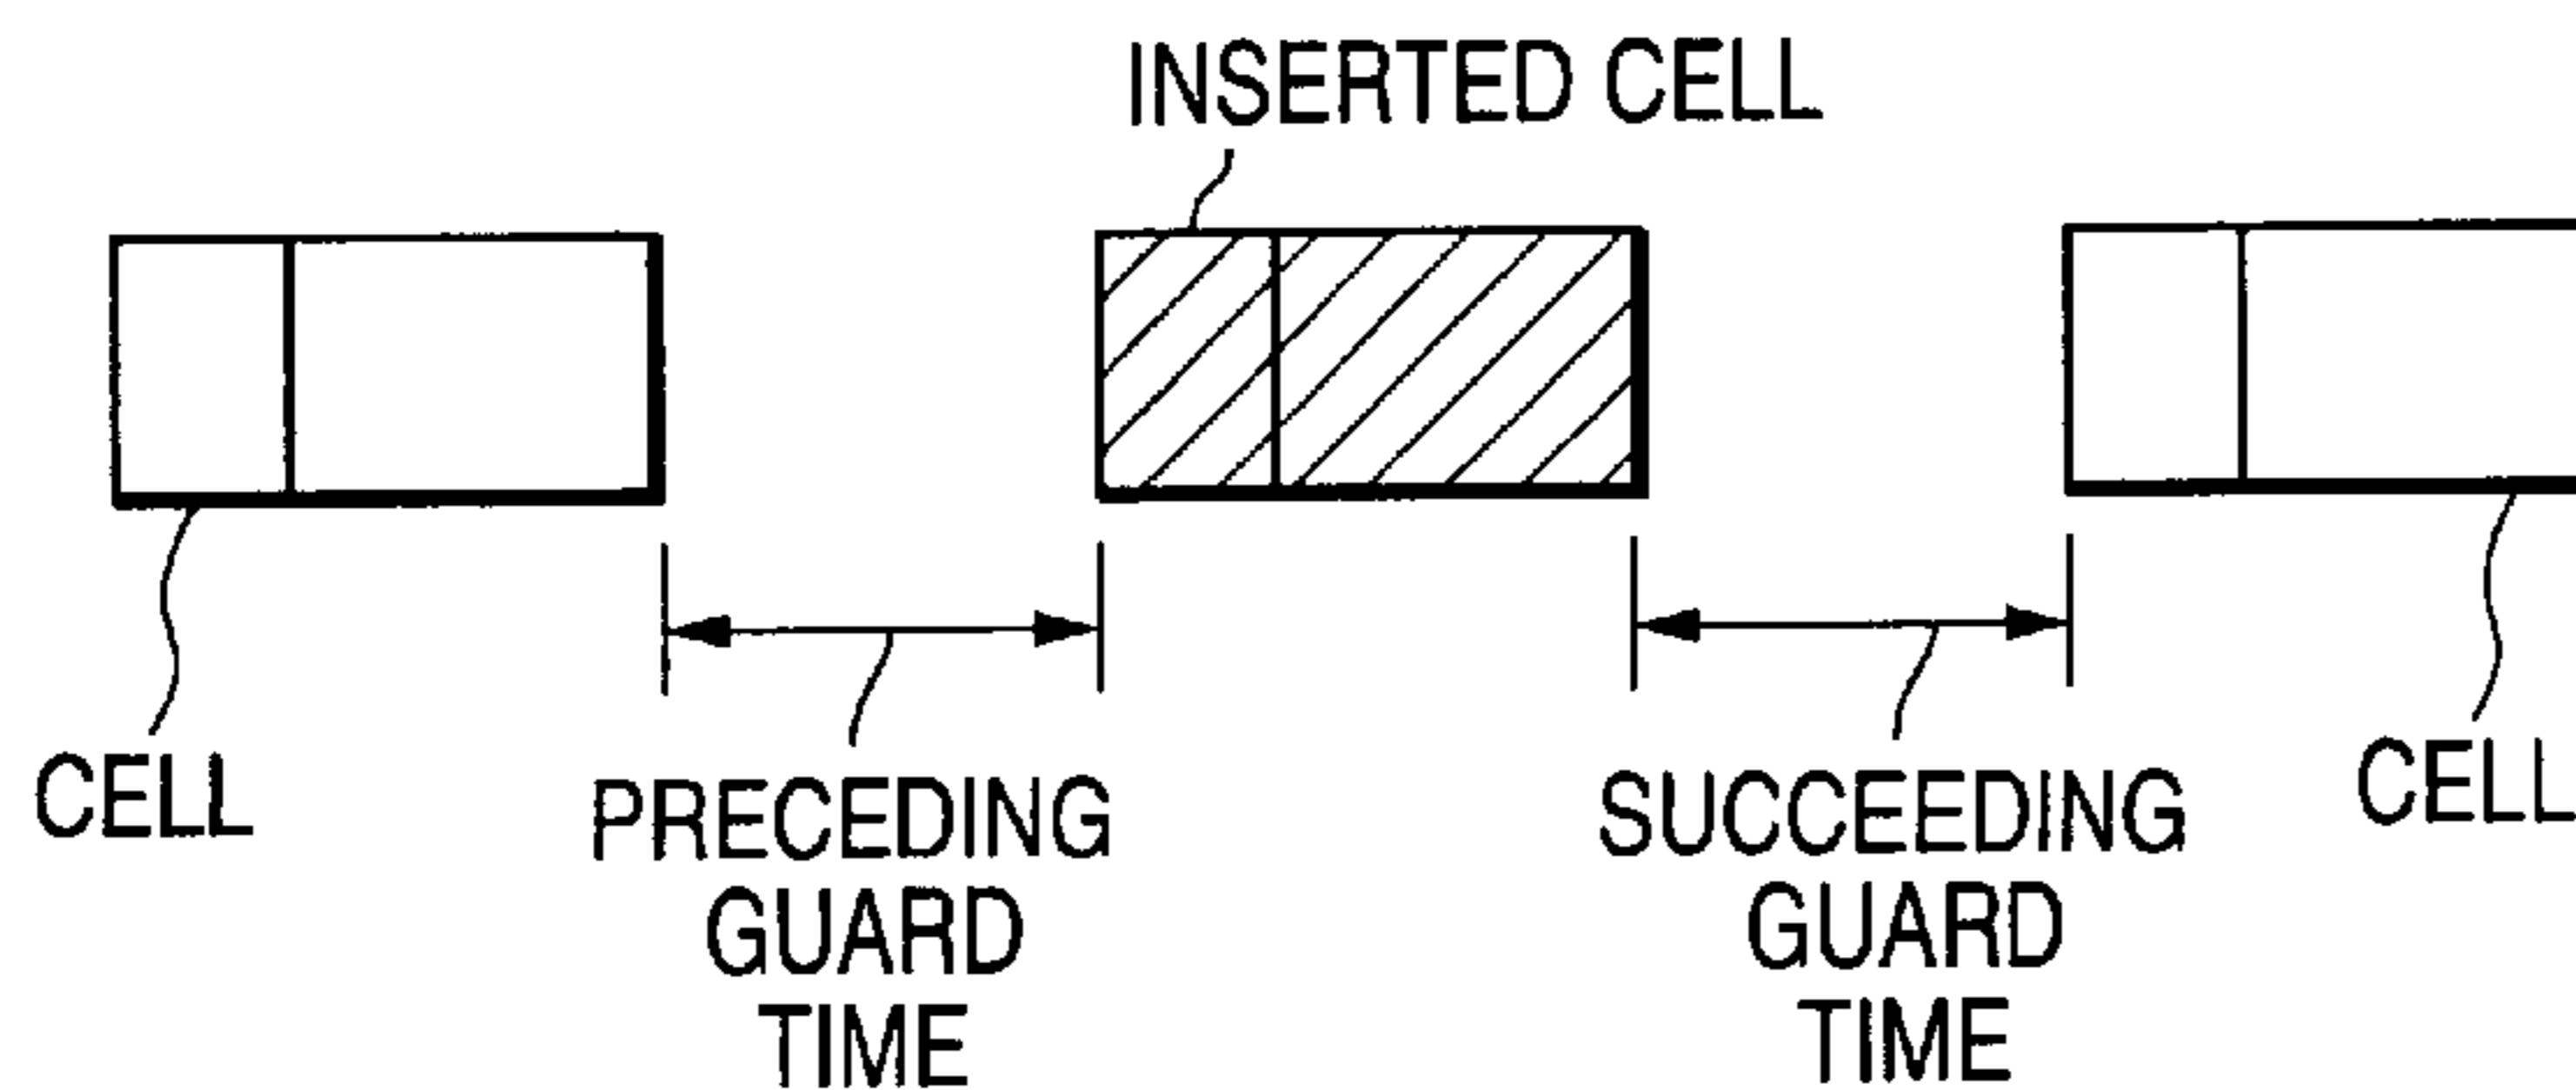 INSERTED CELL
CELL
PRECEDING
GUARD
TIME
SUCCEEDING
GUARD
TIME
CELL